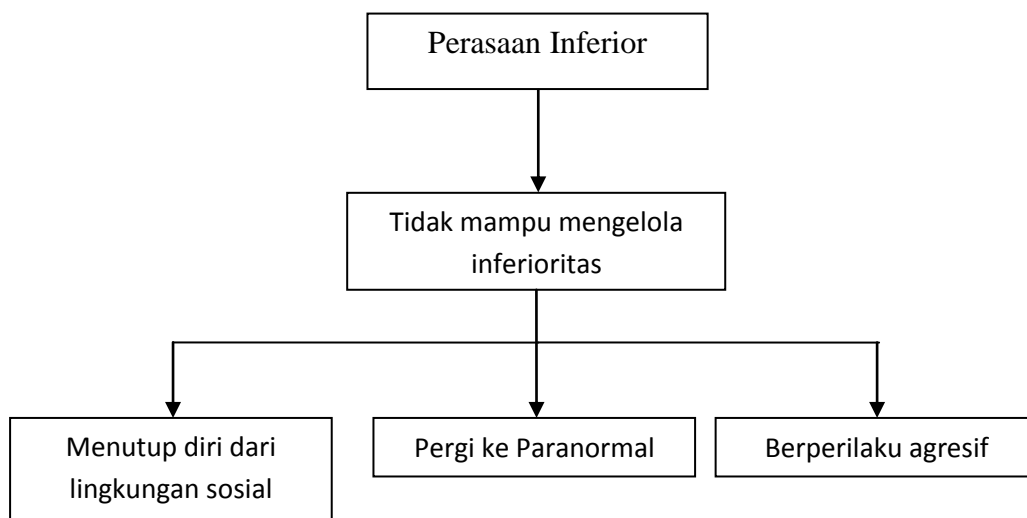 Perasaan Inferior
Tidak mampu mengelola
inferioritas
Menutup diri dari
lingkungan sosial
Pergi ke Paranormal
Berperilaku agresif